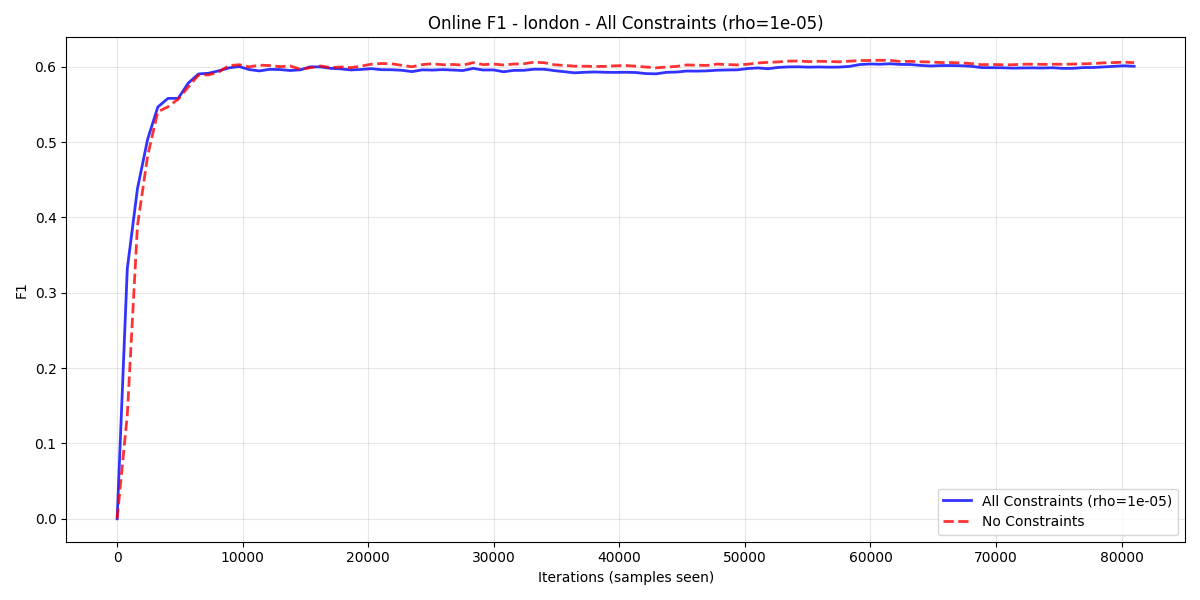 Online F1 - london - All Constraints (rho=1e-05)
F1
0.6
0.5
0.4
0.3
0.2
0.1
0.0
0 10000 20000 30000 40000 50000 60000 70000 80000
Iterations (samples seen)
All Constraints (rho=1e-05)
No Constraints